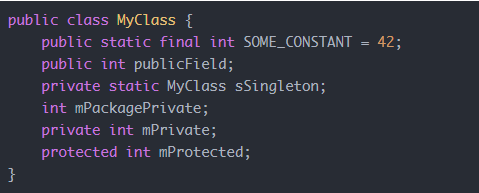 public class MyClass {
    public static final int SOME_CONSTANT = 42;
    public int publicField;
    private static MyClass sSingleton;
    int mPackagePrivate;
    private int mPrivate;
    protected int mProtected;
}